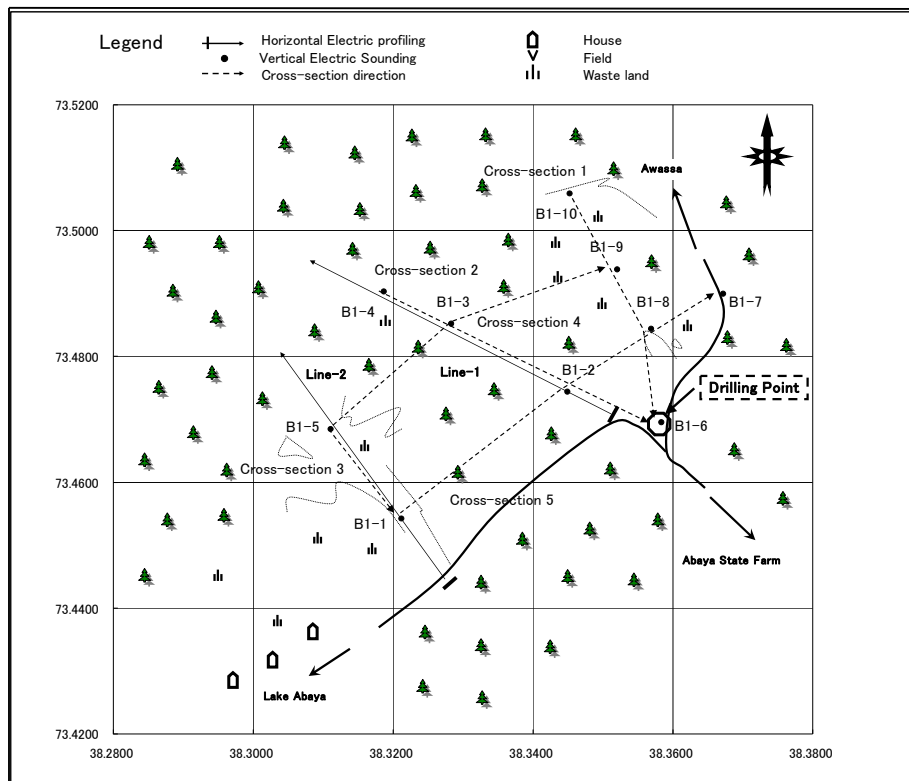 Legend
Horizontal Electric profiling
House
Vertical Electric Sounding
Field
Cross-section direction
Waste land
73.5200
Cross-section 1
Awassa
B1-10
73.5000
B1-9
Cross-section 2
B1-3
B1-8
B1-7
B1-4
Cross-section 4
73.4800
Line-2
Line-1
B1-2
Drilling Point
B1-5
B1-6
Cross-section 3
73.4600
Cross-section 5
B1-1
Abaya State Farm
73.4400
Lake Abaya
73.4200
38.2800 38.3000 38.3200 38.3400 38.3600 38.3800